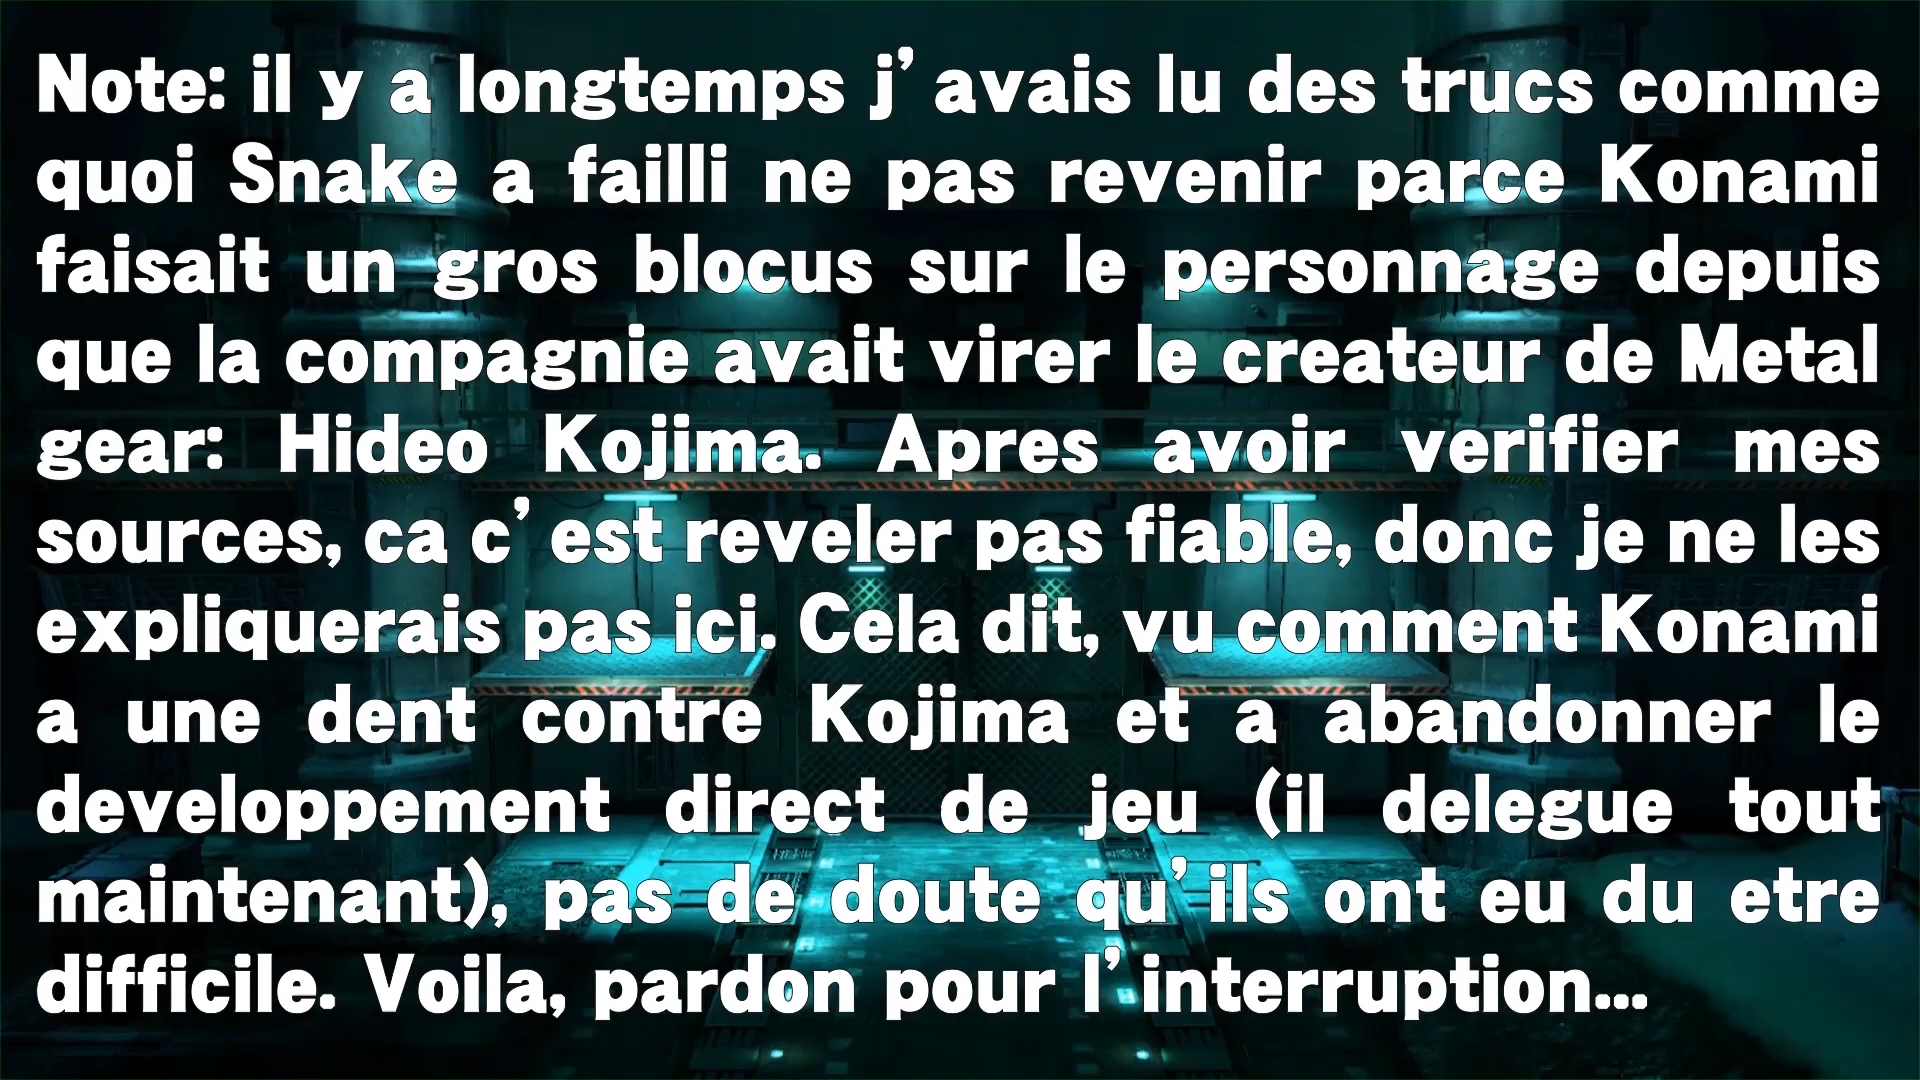 Note: il y a longtemps j’avais lu des trucs comme
quoi Snake a failli ne pas revenir parce Konami
faisait un gros blocus sur le personnage depuis
que la compagnie avait virer le createur de Metal
gear: Hideo Kojima. Apres avoir verifier mes
sources, ca c’est reveler pas fiable, donc je ne les
expliquerais pas ici. Cela dit, vu comment Konami
a une dent contre Kojima et a abandonner le
developpement direct de jeu (il delegue tout
maintenant), pas de doute qu’ils ont eu du etre
difficile. Voila, pardon pour l’interruption...